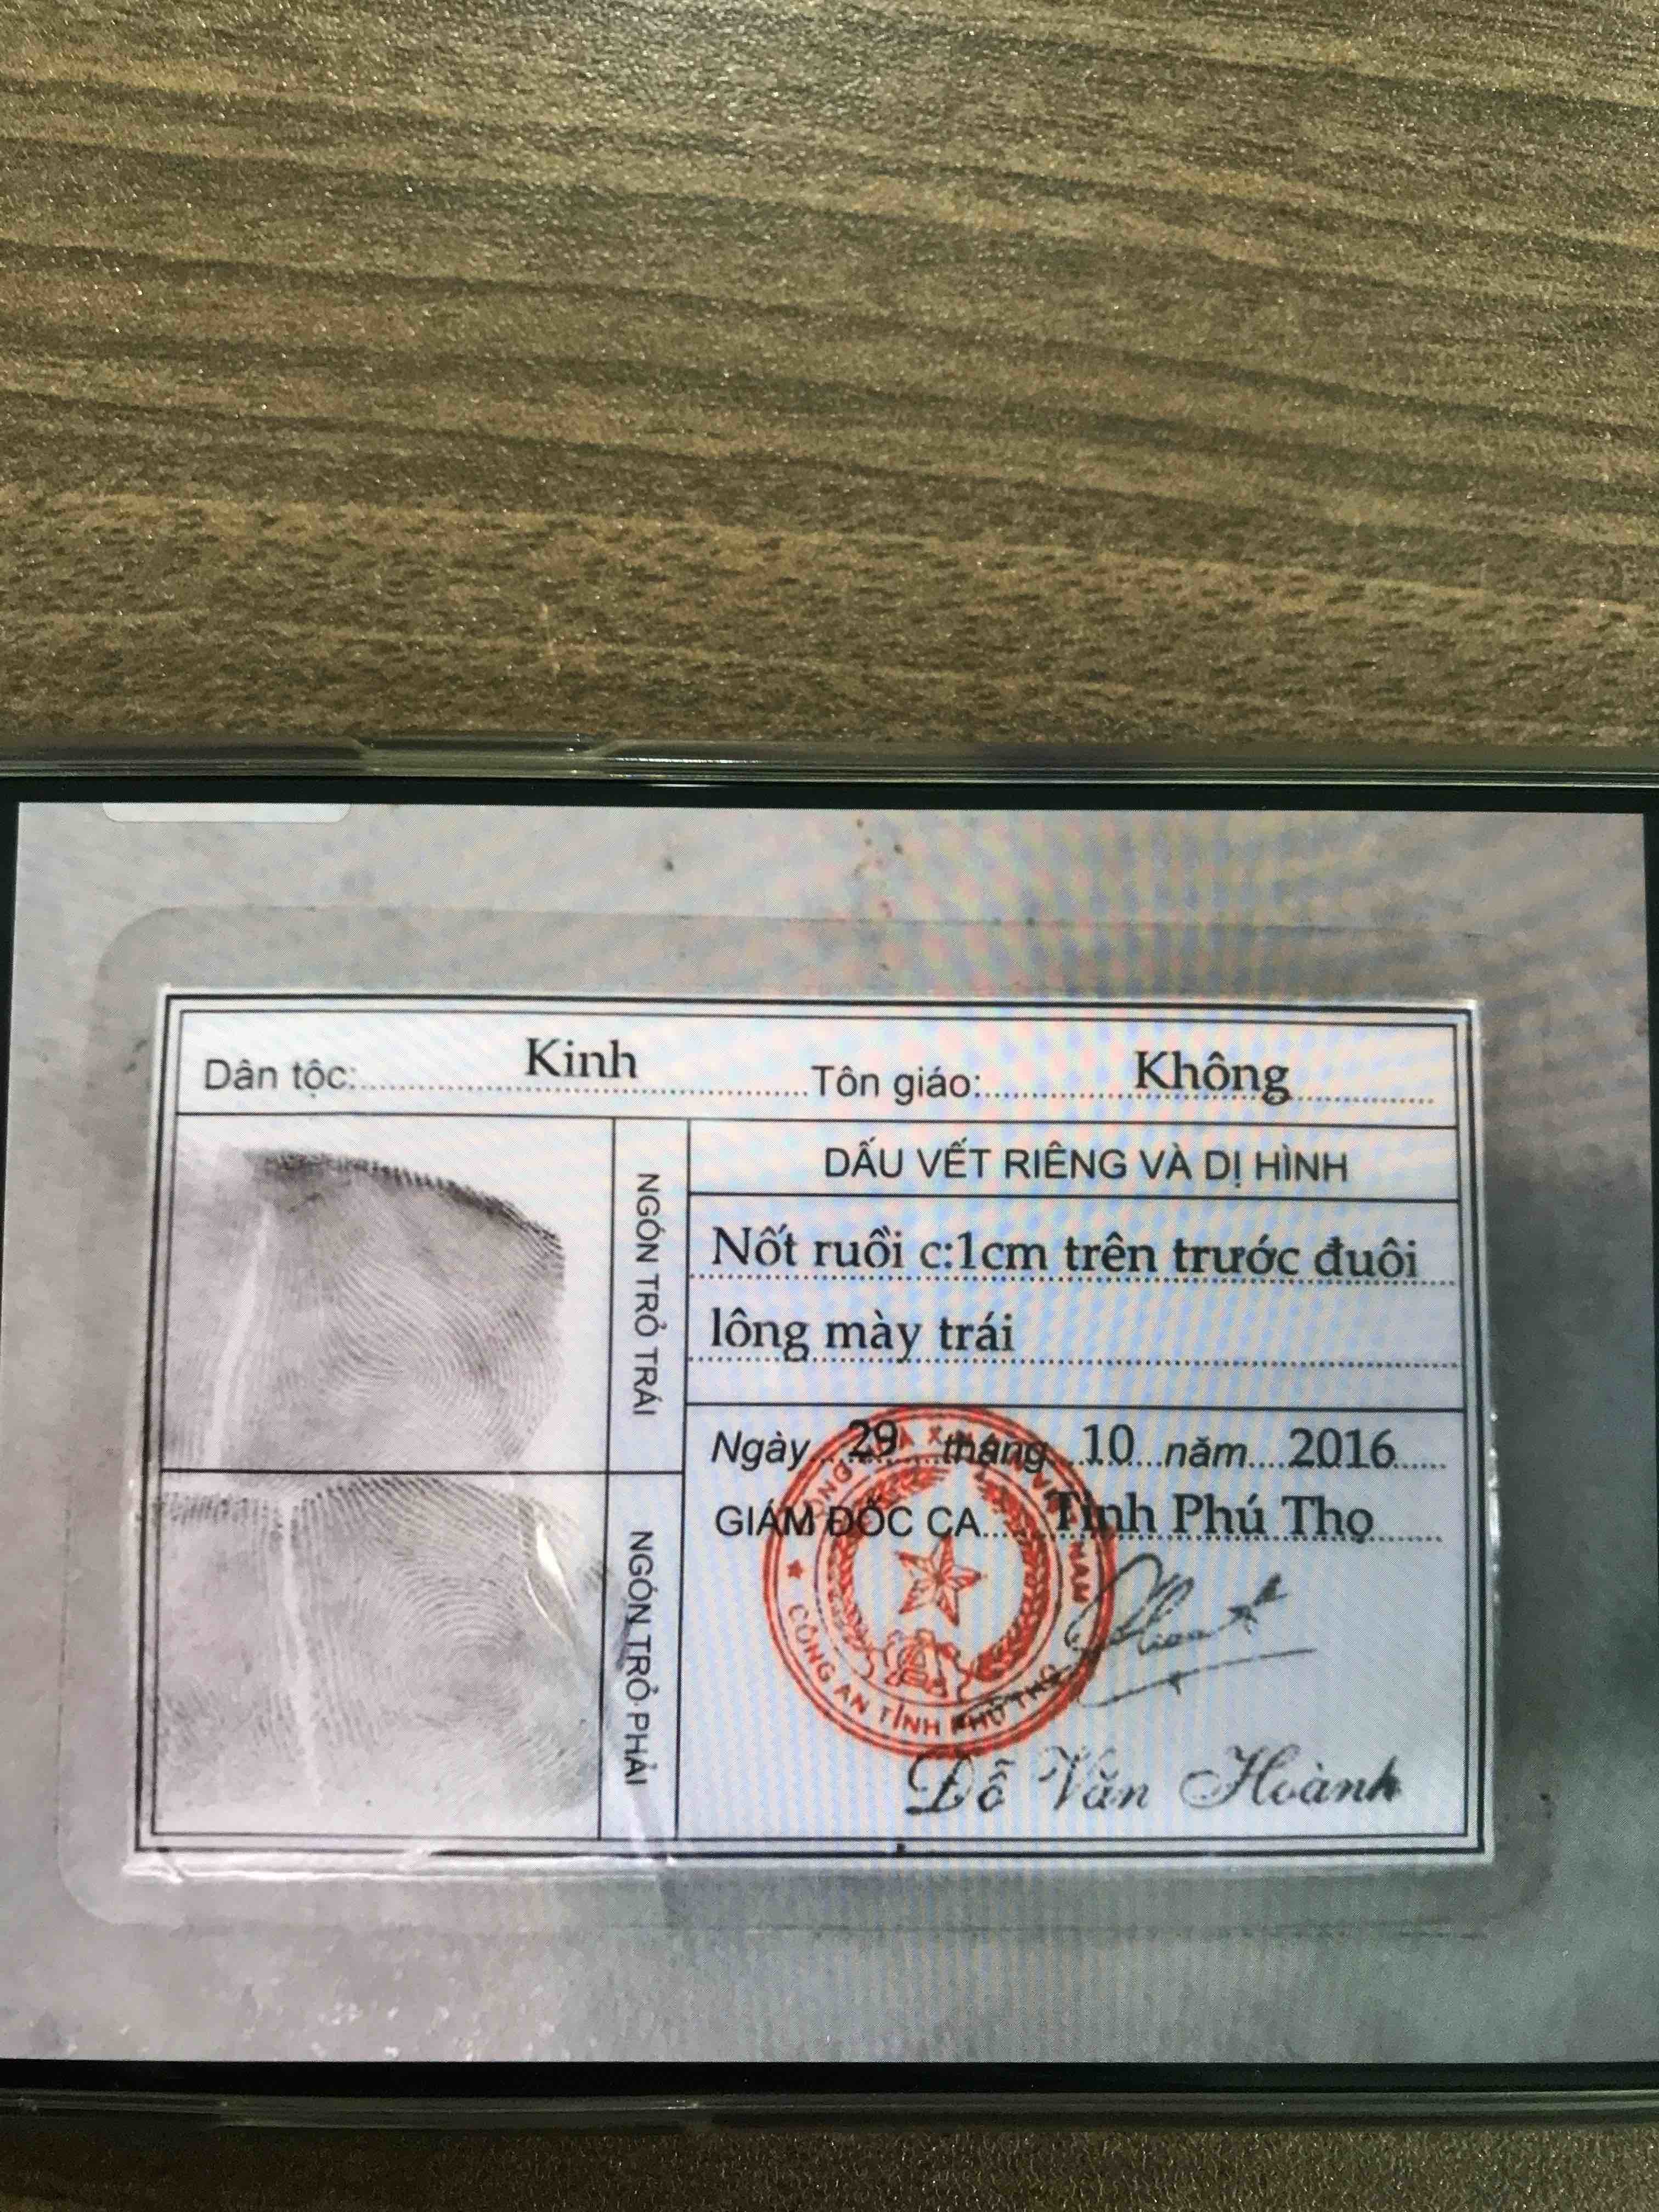 Dân tộc: Kinh Tôn giáo: Không
DẤU VẾT RIÊNG VÀ DỊ HÌNH
NGÓN TRỎ TRÁI
Nốt ruồi c:1cm trên trước đuôi
lông mày trái
Ngày 29 tháng 10 năm 2016
GIÁM ĐỐC CA Tỉnh Phú Thọ
NGÓN TRỎ PHẢI
CÔNG AN TỈNH PHÚ THỌ
Đỗ Văn Hoành